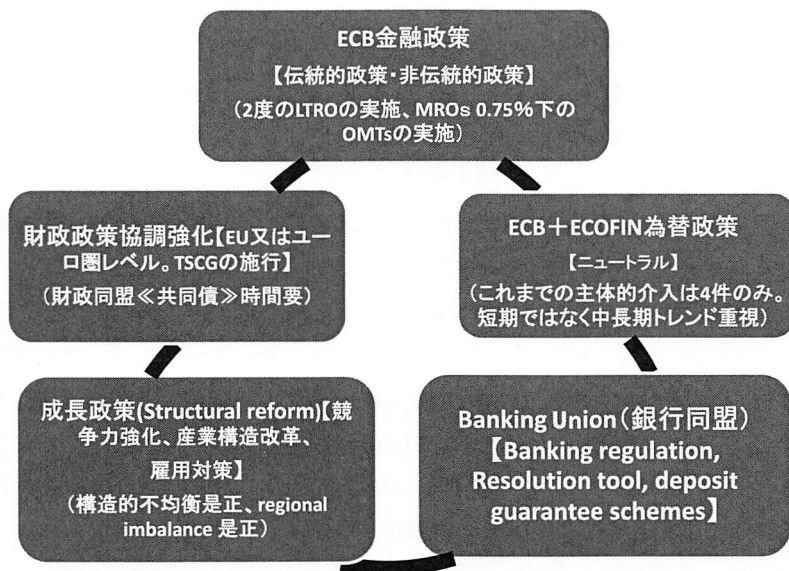 ECB金融政策
【伝統的政策・非伝統的政策】
(2度のLTROの実施、MROs 0.75%下の
OMTsの実施)
財政政策協調強化【EU又はユー
ロ圏レベル。TSCGの施行】
(財政同盟≪共同債≫時間要)
ECB+ECOFIN為替政策
【ニュートラル】
(これまでの主体的介入は4件のみ。
短期ではなく中長期トレンド重視)
成長政策(Structural reform)【競
争力強化、産業構造改革、
雇用対策】
(構造的不均衡是正、regional
imbalance 是正)
Banking Union(銀行同盟)
【Banking regulation,
Resolution tool, deposit
guarantee schemes】